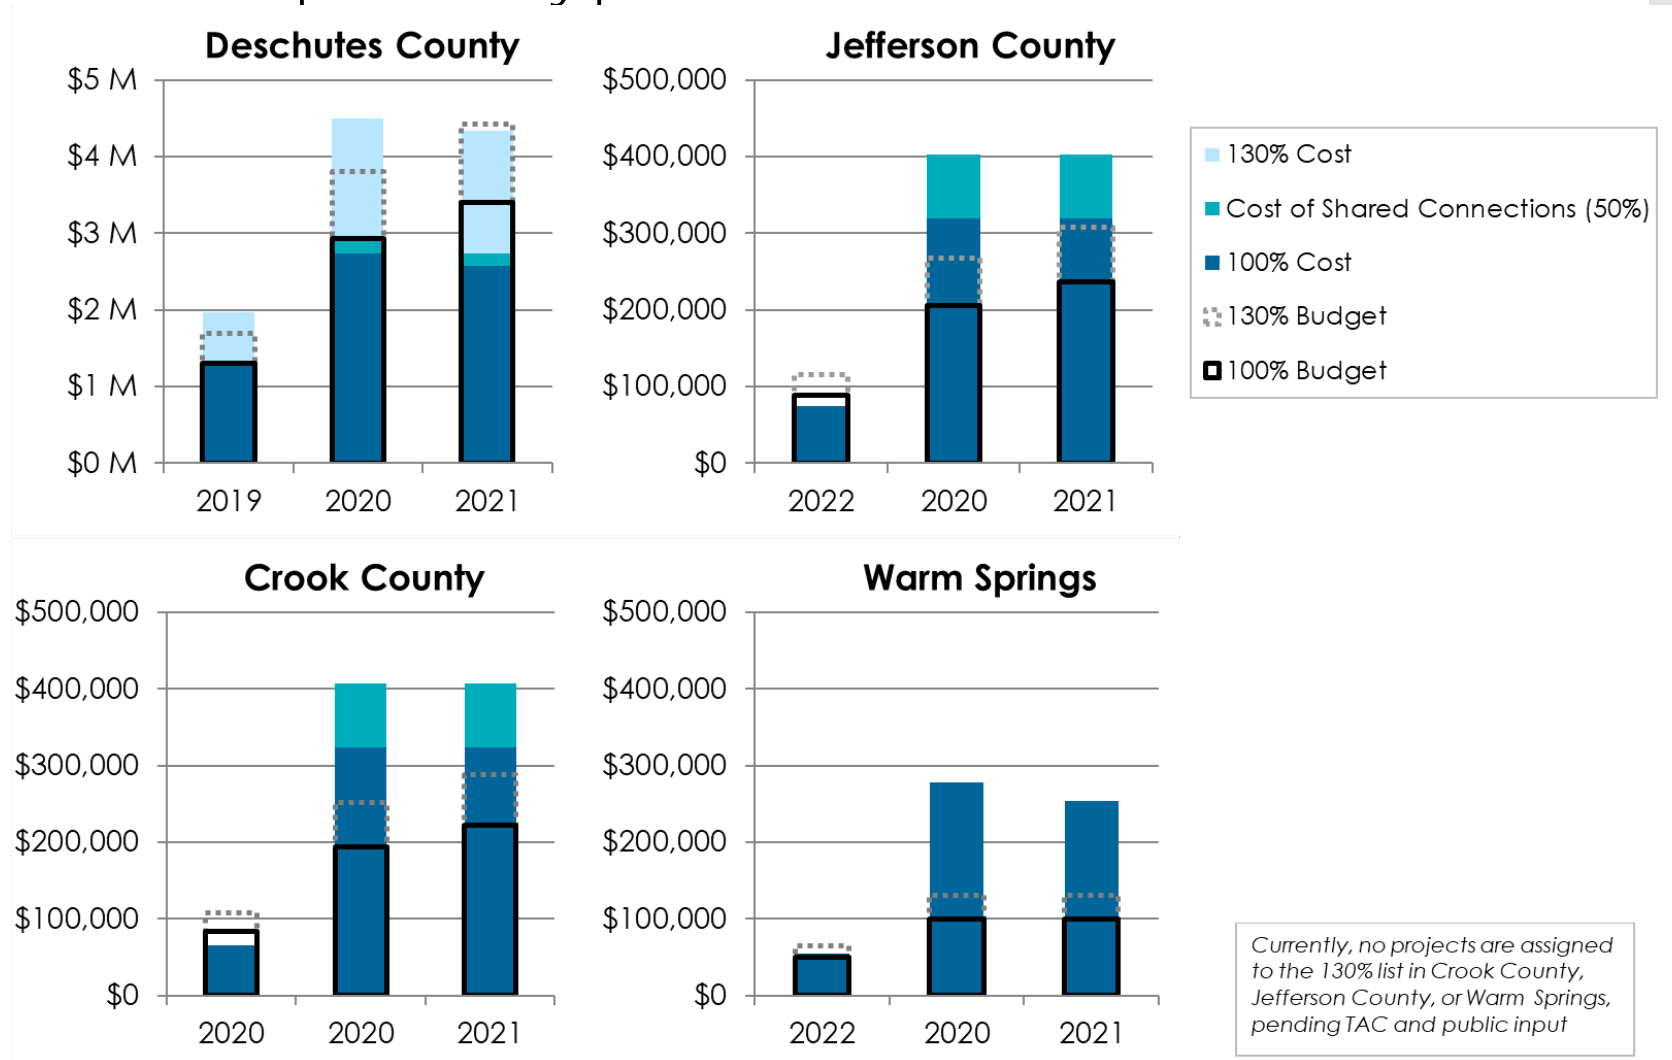 Deschutes County
$5 M
$4 M
$3 M
$2 M
$1 M
$0 M
2019 2020 2021
Jefferson County
$500,000
$400,000
$300,000
$200,000
$100,000
$0
2022 2020 2021
130% Cost
Cost of Shared Connections (50%)
100% Cost
130% Budget
100% Budget
Crook County
$500,000
$400,000
$300,000
$200,000
$100,000
$0
2020 2020 2021
Warm Springs
$500,000
$400,000
$300,000
$200,000
$100,000
$0
2022 2020 2021
Currently, no projects are assigned
to the 130% list in Crook County,
Jefferson County, or Warm Springs,
pending TAC and public input